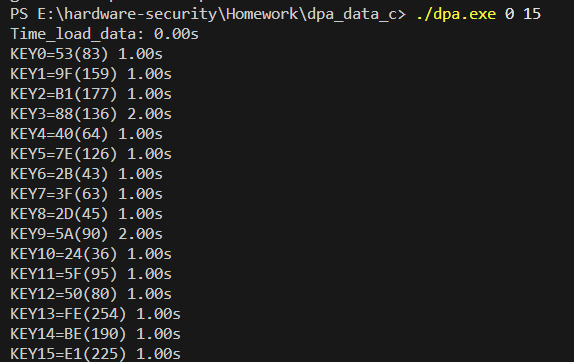 PS E:\hardware-security\Homework\dpa_data_c> ./dpa.exe 0 15
Time_load_data: 0.00s
KEY0=53(83) 1.00s
KEY1=9F(159) 1.00s
KEY2=B1(177) 1.00s
KEY3=88(136) 2.00s
KEY4=40(64) 1.00s
KEY5=7E(126) 1.00s
KEY6=2B(43) 1.00s
KEY7=3F(63) 1.00s
KEY8=2D(45) 1.00s
KEY9=5A(90) 2.00s
KEY10=24(36) 1.00s
KEY11=5F(95) 1.00s
KEY12=50(80) 1.00s
KEY13=FE(254) 1.00s
KEY14=BE(190) 1.00s
KEY15=E1(225) 1.00s